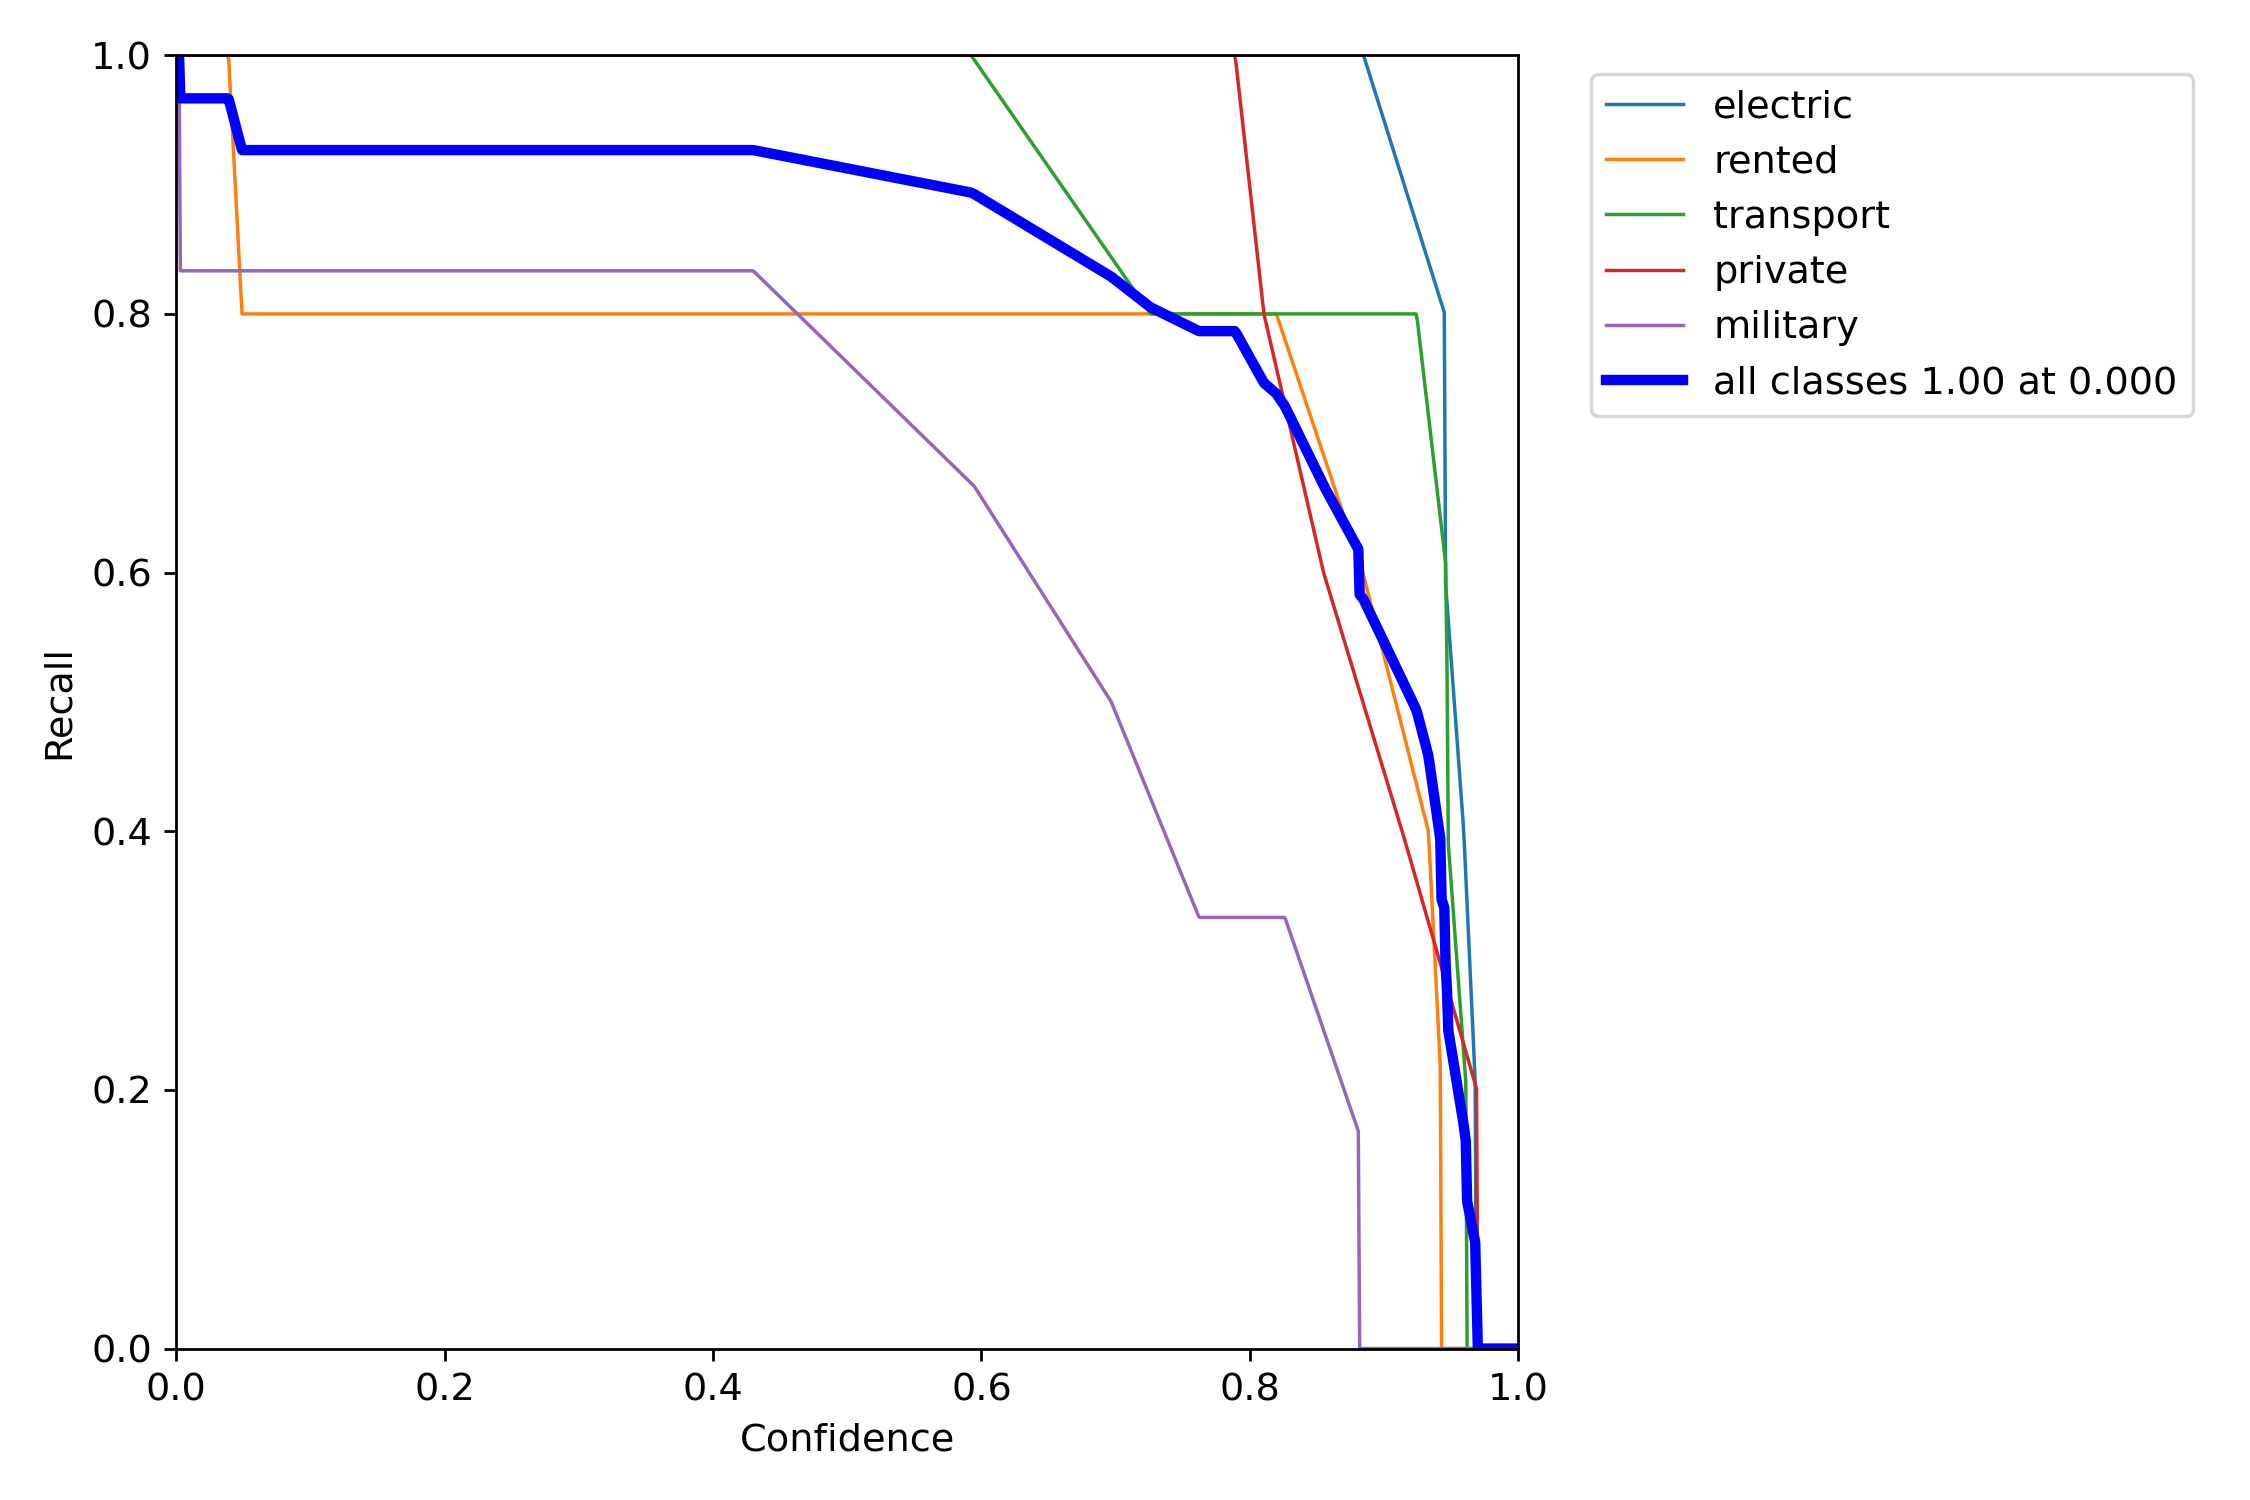 1.0
0.8
0.6
0.4
0.2
0.0
Recall
0.0 0.2 0.4 0.6 0.8 1.0
Confidence
electric
rented
transport
private
military
all classes 1.00 at 0.000